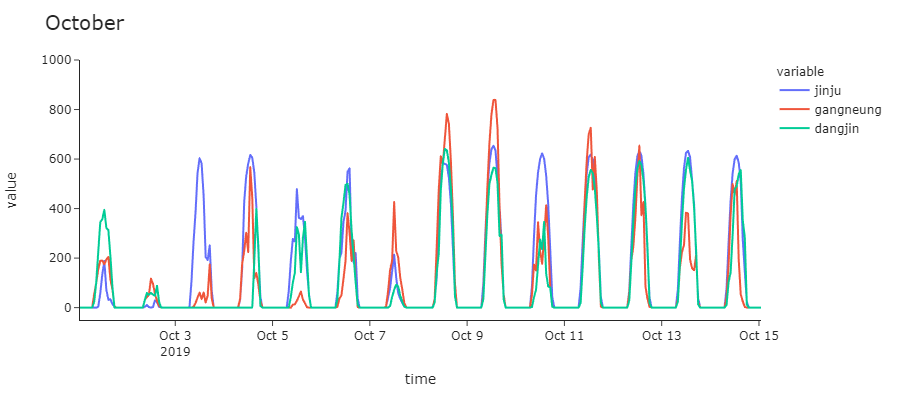 October
1000
800
600
400
200
0
value
Oct 3
2019
Oct 5
Oct 7
Oct 9
Oct 11
Oct 13
Oct 15
time
variable
jinju
gangneung
dangjin